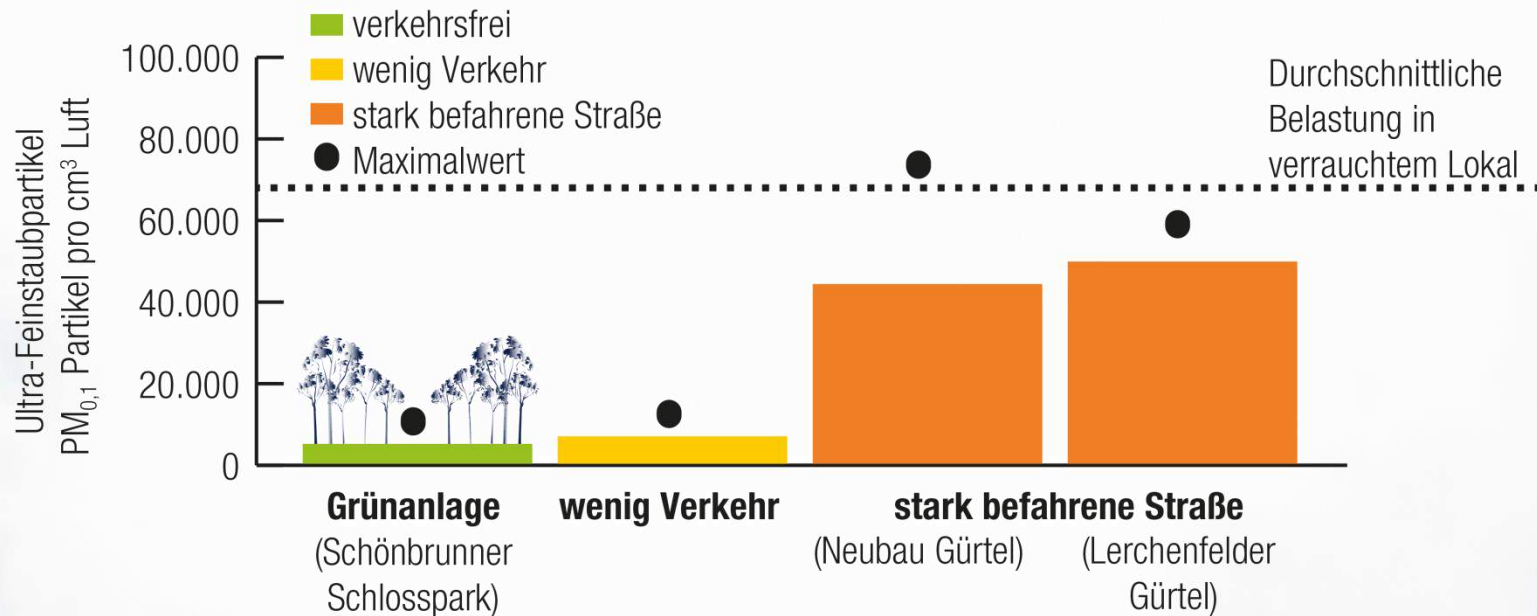 verkehrsfrei
wenig Verkehr
stark befahrene Straße
Maximalwert
Ultra-Feinstaubpartikel
PM0,1 Partikel pro cm³ Luft
100.000
80.000
60.000
40.000
20.000
0
Durchschnittliche
Belastung in
verrauchtem Lokal
Grünanlage
(Schönbrunner
Schlosspark)
wenig Verkehr
stark befahrene Straße
(Neubau Gürtel)
(Lerchenfelder
Gürtel)